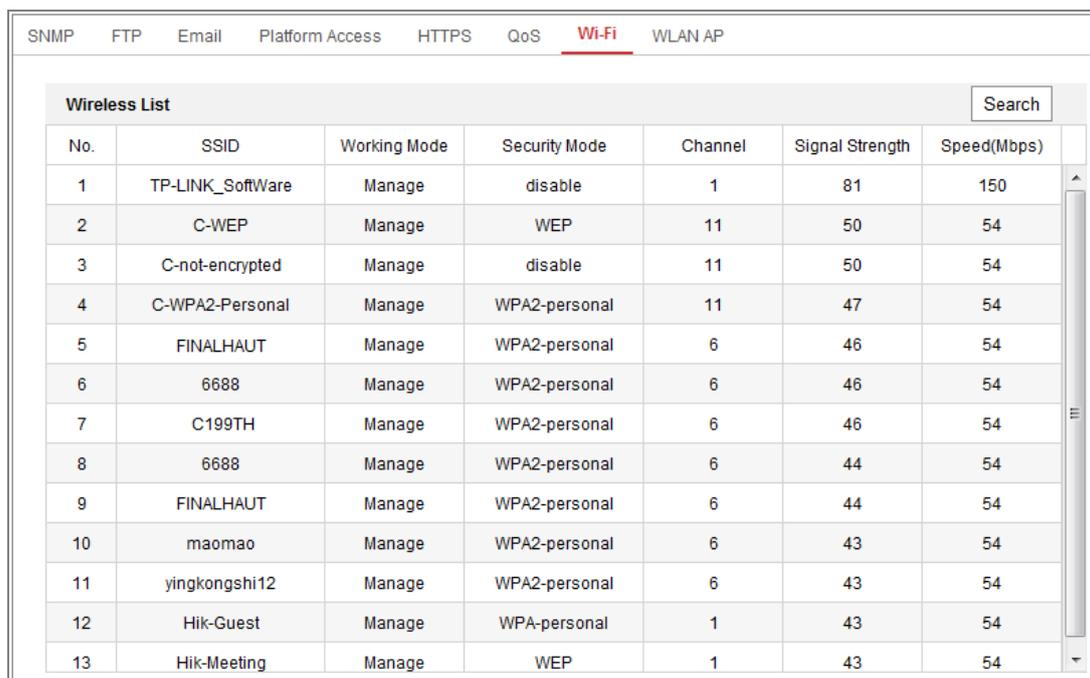 SNMP FTP Email Platform Access HTTPS QoS Wi-Fi WLAN AP
Wireless List Search
No. SSID Working Mode Security Mode Channel Signal Strength Speed(Mbps)
1 TP-LINK_SoftWare Manage disable 1 81 150
2 C-WEP Manage WEP 11 50 54
3 C-not-encrypted Manage disable 11 50 54
4 C-WPA2-Personal Manage WPA2-personal 11 47 54
5 FINALHAUT Manage WPA2-personal 6 46 54
6 6688 Manage WPA2-personal 6 46 54
7 C199TH Manage WPA2-personal 6 46 54
8 6688 Manage WPA2-personal 6 44 54
9 FINALHAUT Manage WPA2-personal 6 44 54
10 maomao Manage WPA2-personal 6 43 54
11 yingkongshi12 Manage WPA2-personal 6 43 54
12 Hik-Guest Manage WPA-personal 1 43 54
13 Hik-Meeting Manage WEP 1 43 54